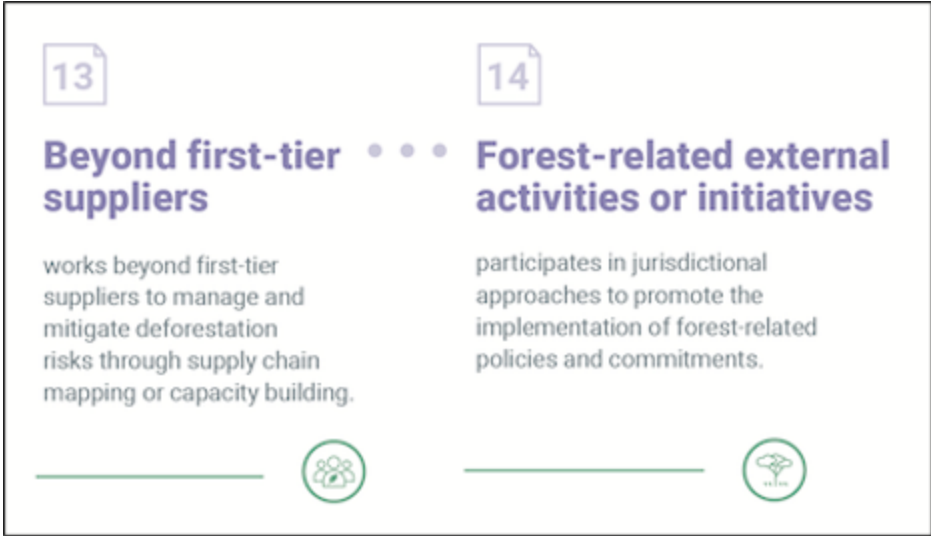 13
Beyond first-tier
suppliers
works beyond first-tier
suppliers to manage and
mitigate deforestation
risks through supply chain
mapping or capacity building.
14
Forest-related external
activities or initiatives
participates in jurisdictional
approaches to promote the
implementation of forest-related
policies and commitments.